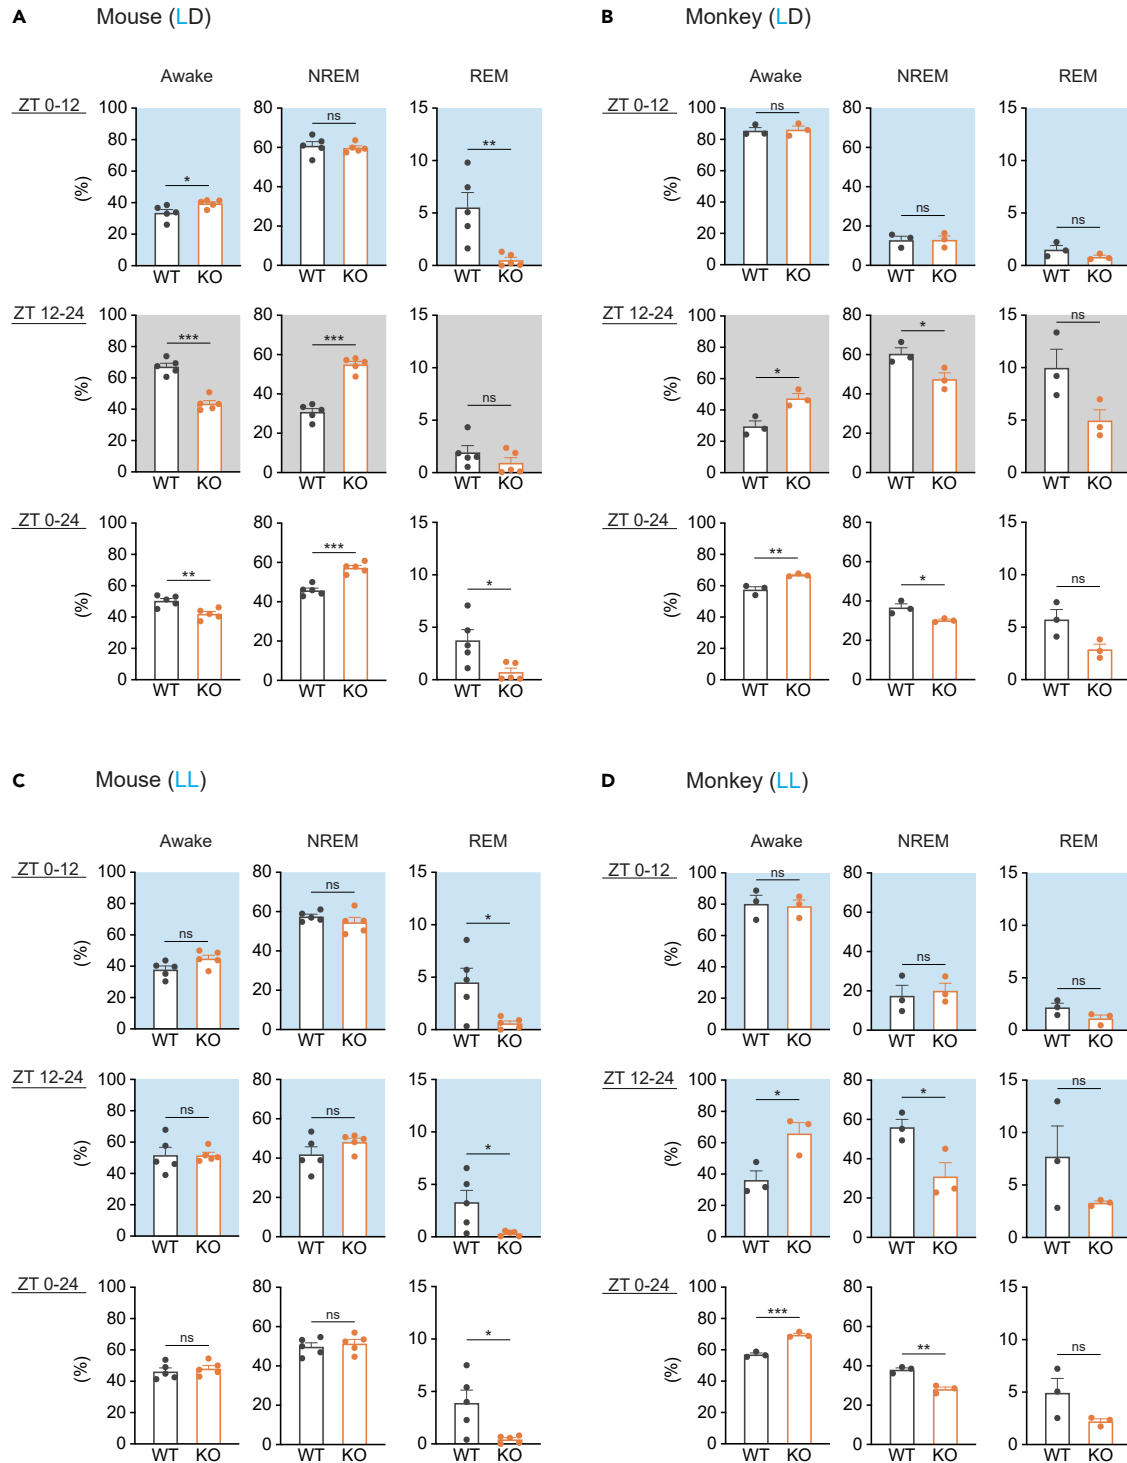 A Mouse (LD)
Awake NREM REM
ZT 0-12
(%)
100 80 60 40 20 0
* WT KO
80 60 40 20 0
ns WT KO
15 10 5 0
** WT KO
ZT 12-24
(%)
100 80 60 40 20 0
*** WT KO
80 60 40 20 0
*** WT KO
15 10 5 0
ns WT KO
ZT 0-24
(%)
100 80 60 40 20 0
** WT KO
80 60 40 20 0
*** WT KO
15 10 5 0
* WT KO
B Monkey (LD)
Awake NREM REM
ZT 0-12
(%)
100 80 60 40 20 0
ns WT KO
80 60 40 20 0
ns WT KO
15 10 5 0
ns WT KO
ZT 12-24
(%)
100 80 60 40 20 0
* WT KO
80 60 40 20 0
* WT KO
15 10 5 0
ns WT KO
ZT 0-24
(%)
100 80 60 40 20 0
** WT KO
80 60 40 20 0
* WT KO
15 10 5 0
ns WT KO
C Mouse (LL)
Awake NREM REM
ZT 0-12
(%)
100 80 60 40 20 0
ns WT KO
80 60 40 20 0
ns WT KO
15 10 5 0
* WT KO
ZT 12-24
(%)
100 80 60 40 20 0
ns WT KO
80 60 40 20 0
ns WT KO
15 10 5 0
* WT KO
ZT 0-24
(%)
100 80 60 40 20 0
ns WT KO
80 60 40 20 0
ns WT KO
15 10 5 0
* WT KO
D Monkey (LL)
Awake NREM REM
ZT 0-12
(%)
100 80 60 40 20 0
ns WT KO
80 60 40 20 0
ns WT KO
15 10 5 0
ns WT KO
ZT 12-24
(%)
100 80 60 40 20 0
* WT KO
80 60 40 20 0
* WT KO
15 10 5 0
ns WT KO
ZT 0-24
(%)
100 80 60 40 20 0
*** WT KO
80 60 40 20 0
** WT KO
15 10 5 0
ns WT KO